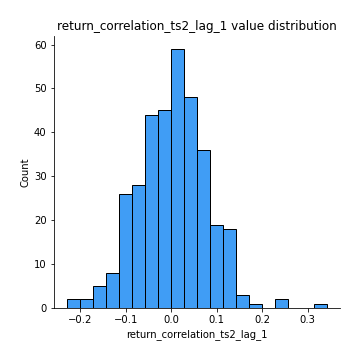 return_correlation_ts2_lag_1 value distribution
60
50
40
30
20
10
0
Count
−0.2 −0.1 0.0 0.1 0.2 0.3
return_correlation_ts2_lag_1